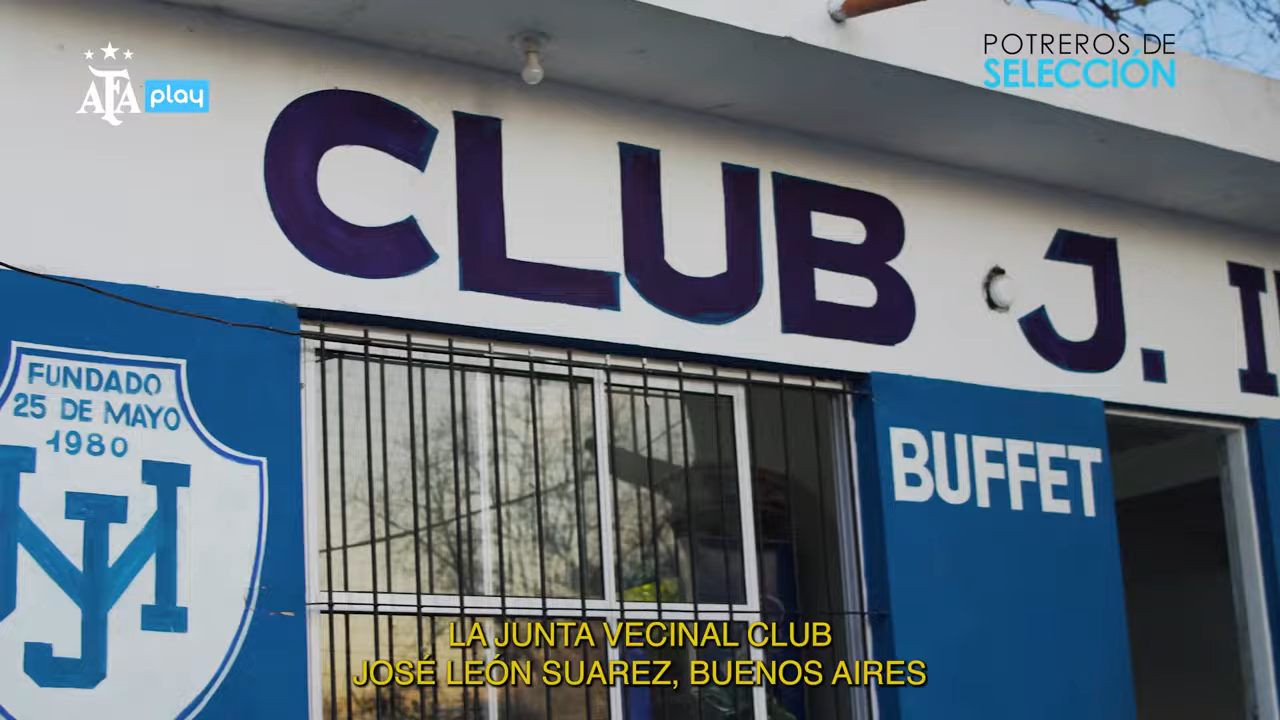 AFA play
POTREROS DE
SELECCIÓN
CLUB J.
FUNDADO
25 DE MAYO
1980
JM
BUFFET
LA JUNTA VECINAL CLUB
JOSÉ LEÓN SUAREZ, BUENOS AIRES